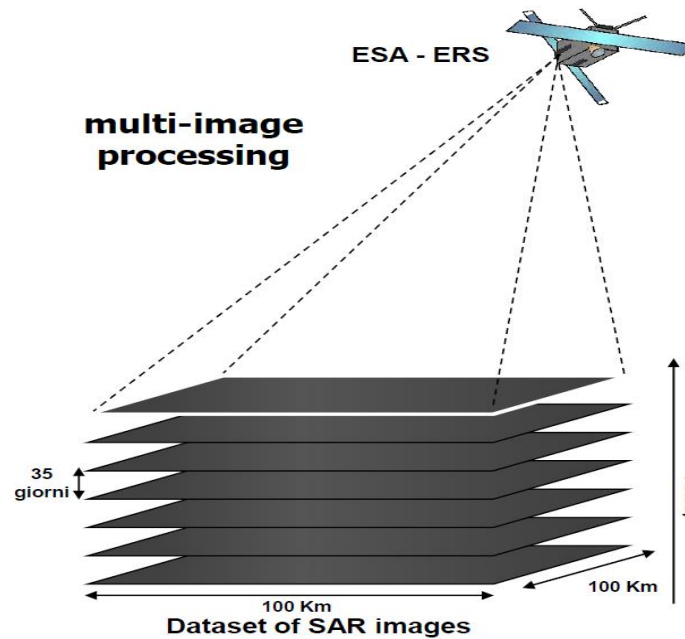 ESA - ERS
multi-image
processing
35
giorni
100 Km
100 Km
Dataset of SAR images